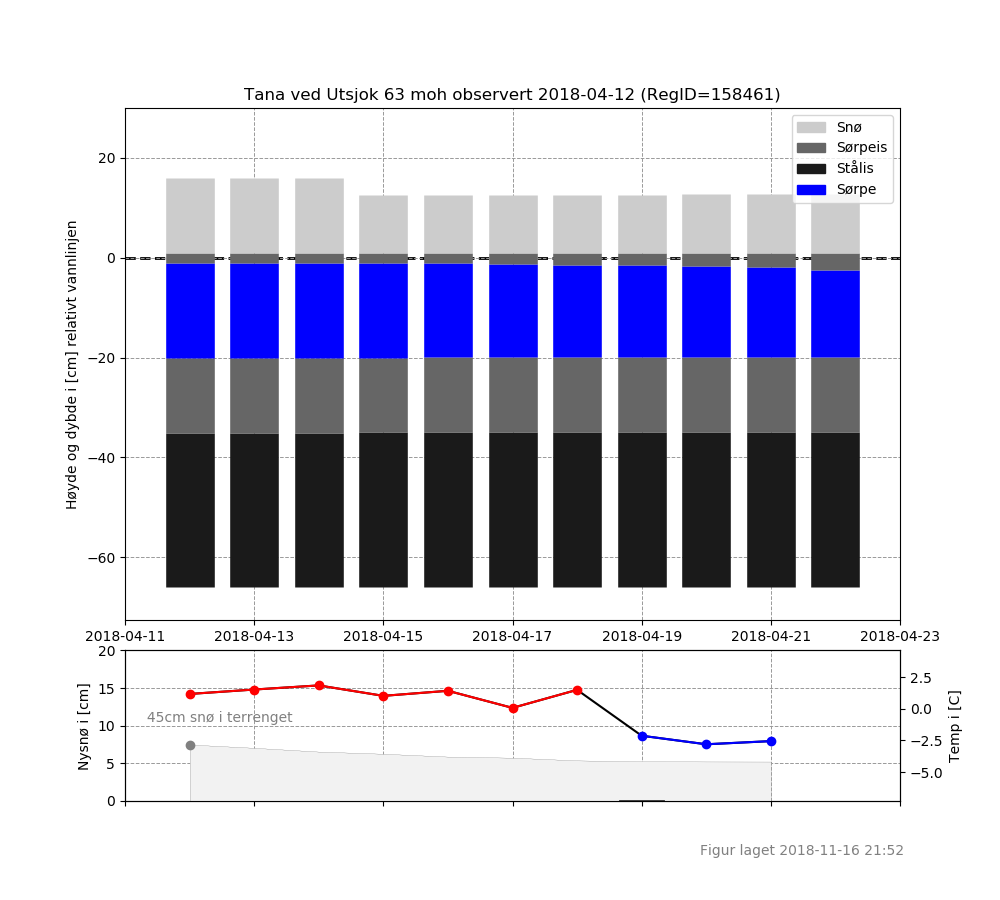 Tana ved Utsjok 63 moh observert 2018-04-12 (RegID=158461)
Snø
Sørpeis
Stålis
Sørpe
Høyde og dybde i [cm] relativt vannlinjen
20
0
−20
−40
−60
2018-04-11 2018-04-13 2018-04-15 2018-04-17 2018-04-19 2018-04-21 2018-04-23
Nysnø i [cm]
20
15
10
5
0
45cm snø i terrenget
2.5
0.0
−2.5
−5.0
Temp i [C]
Figur laget 2018-11-16 21:52